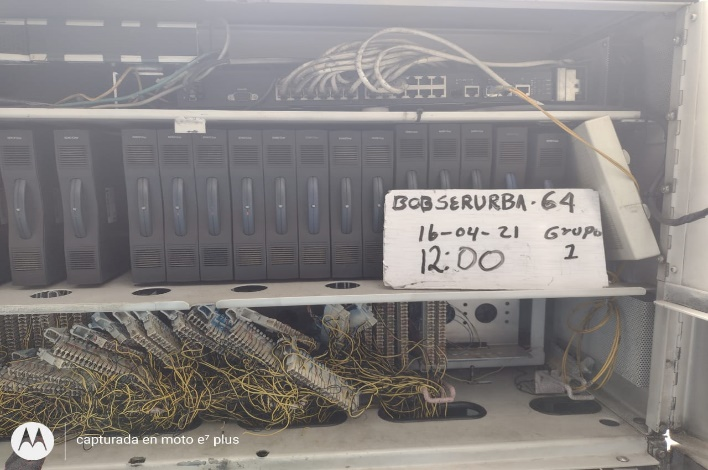 BOBSERURBA-64
16-04-21 Grupo
12:00 1
capturada en moto e⁷ plus